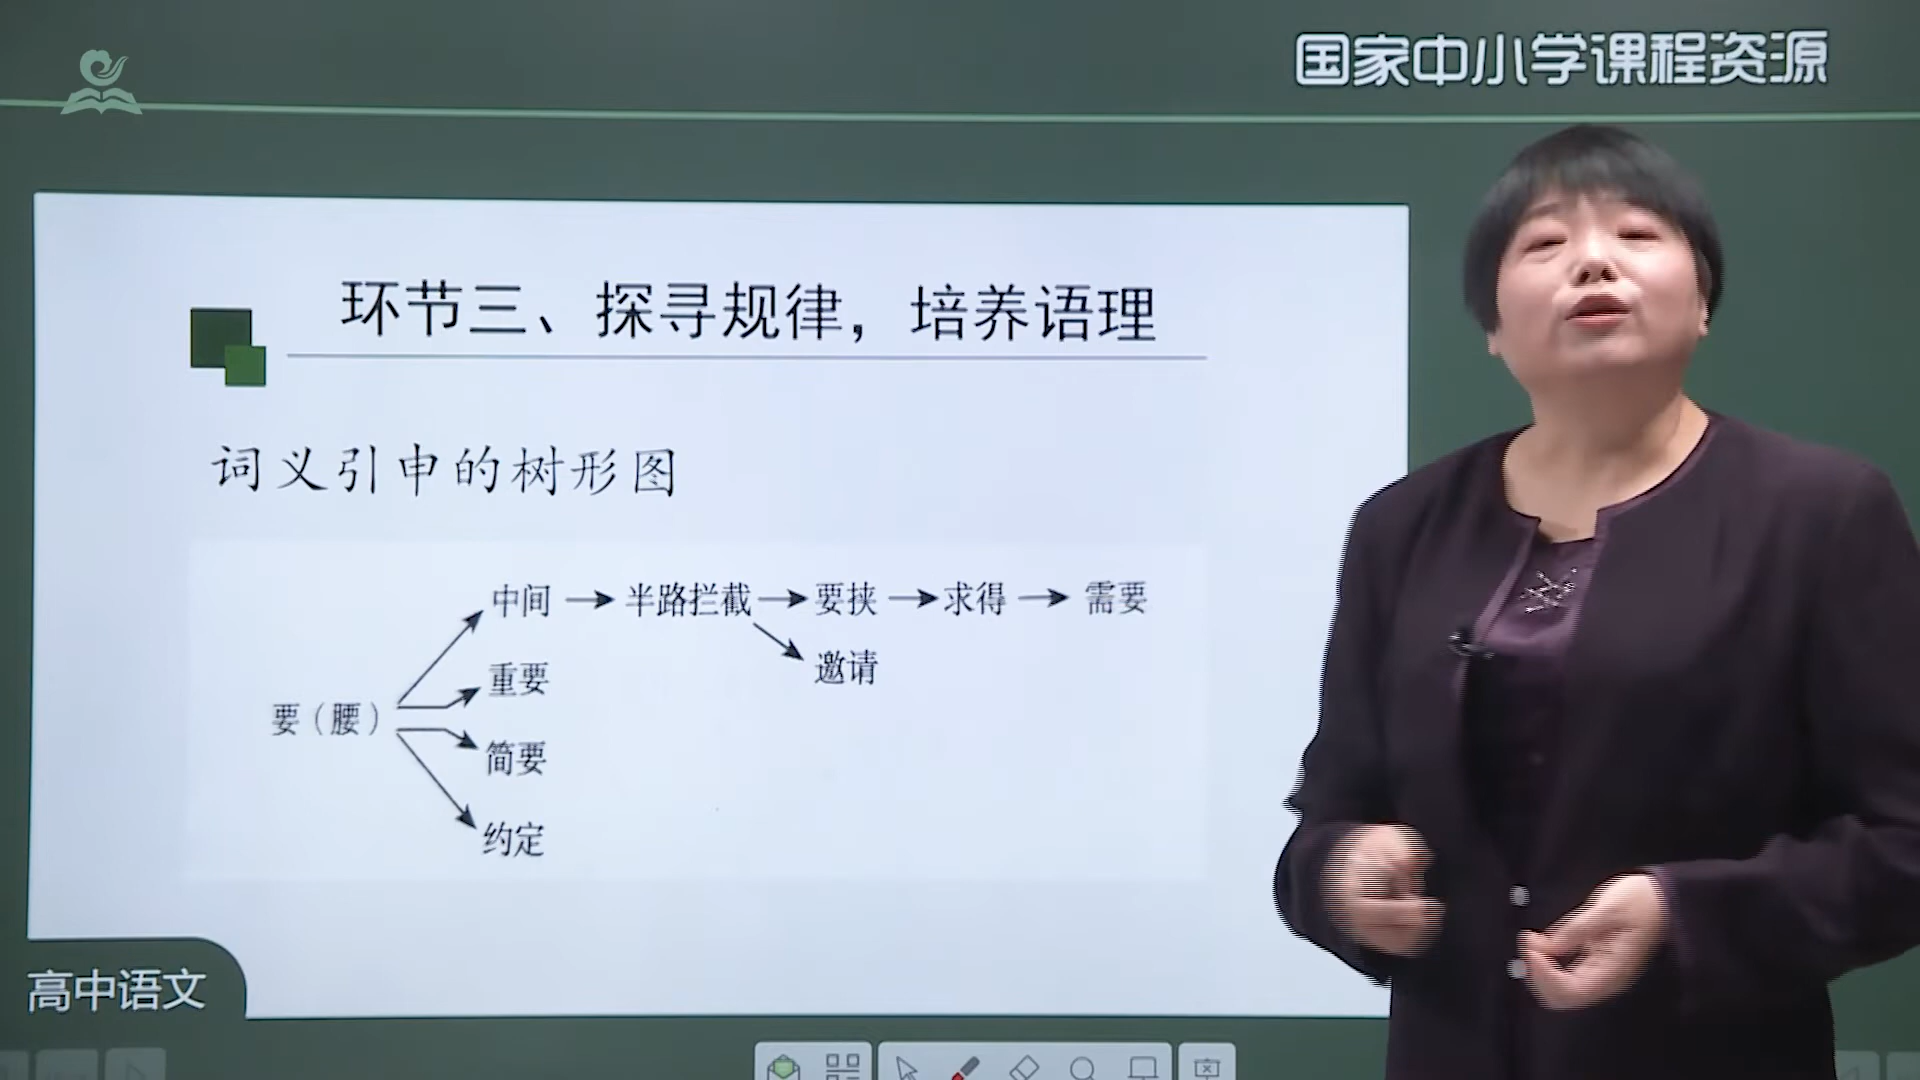 国家中小学课程资源
环节三、探寻规律，培养语理
词义引申的树形图
中间 → 半路拦截 → 要挟 → 求得 → 需要
邀请
重要
要（腰）
简要
约定
高中语文